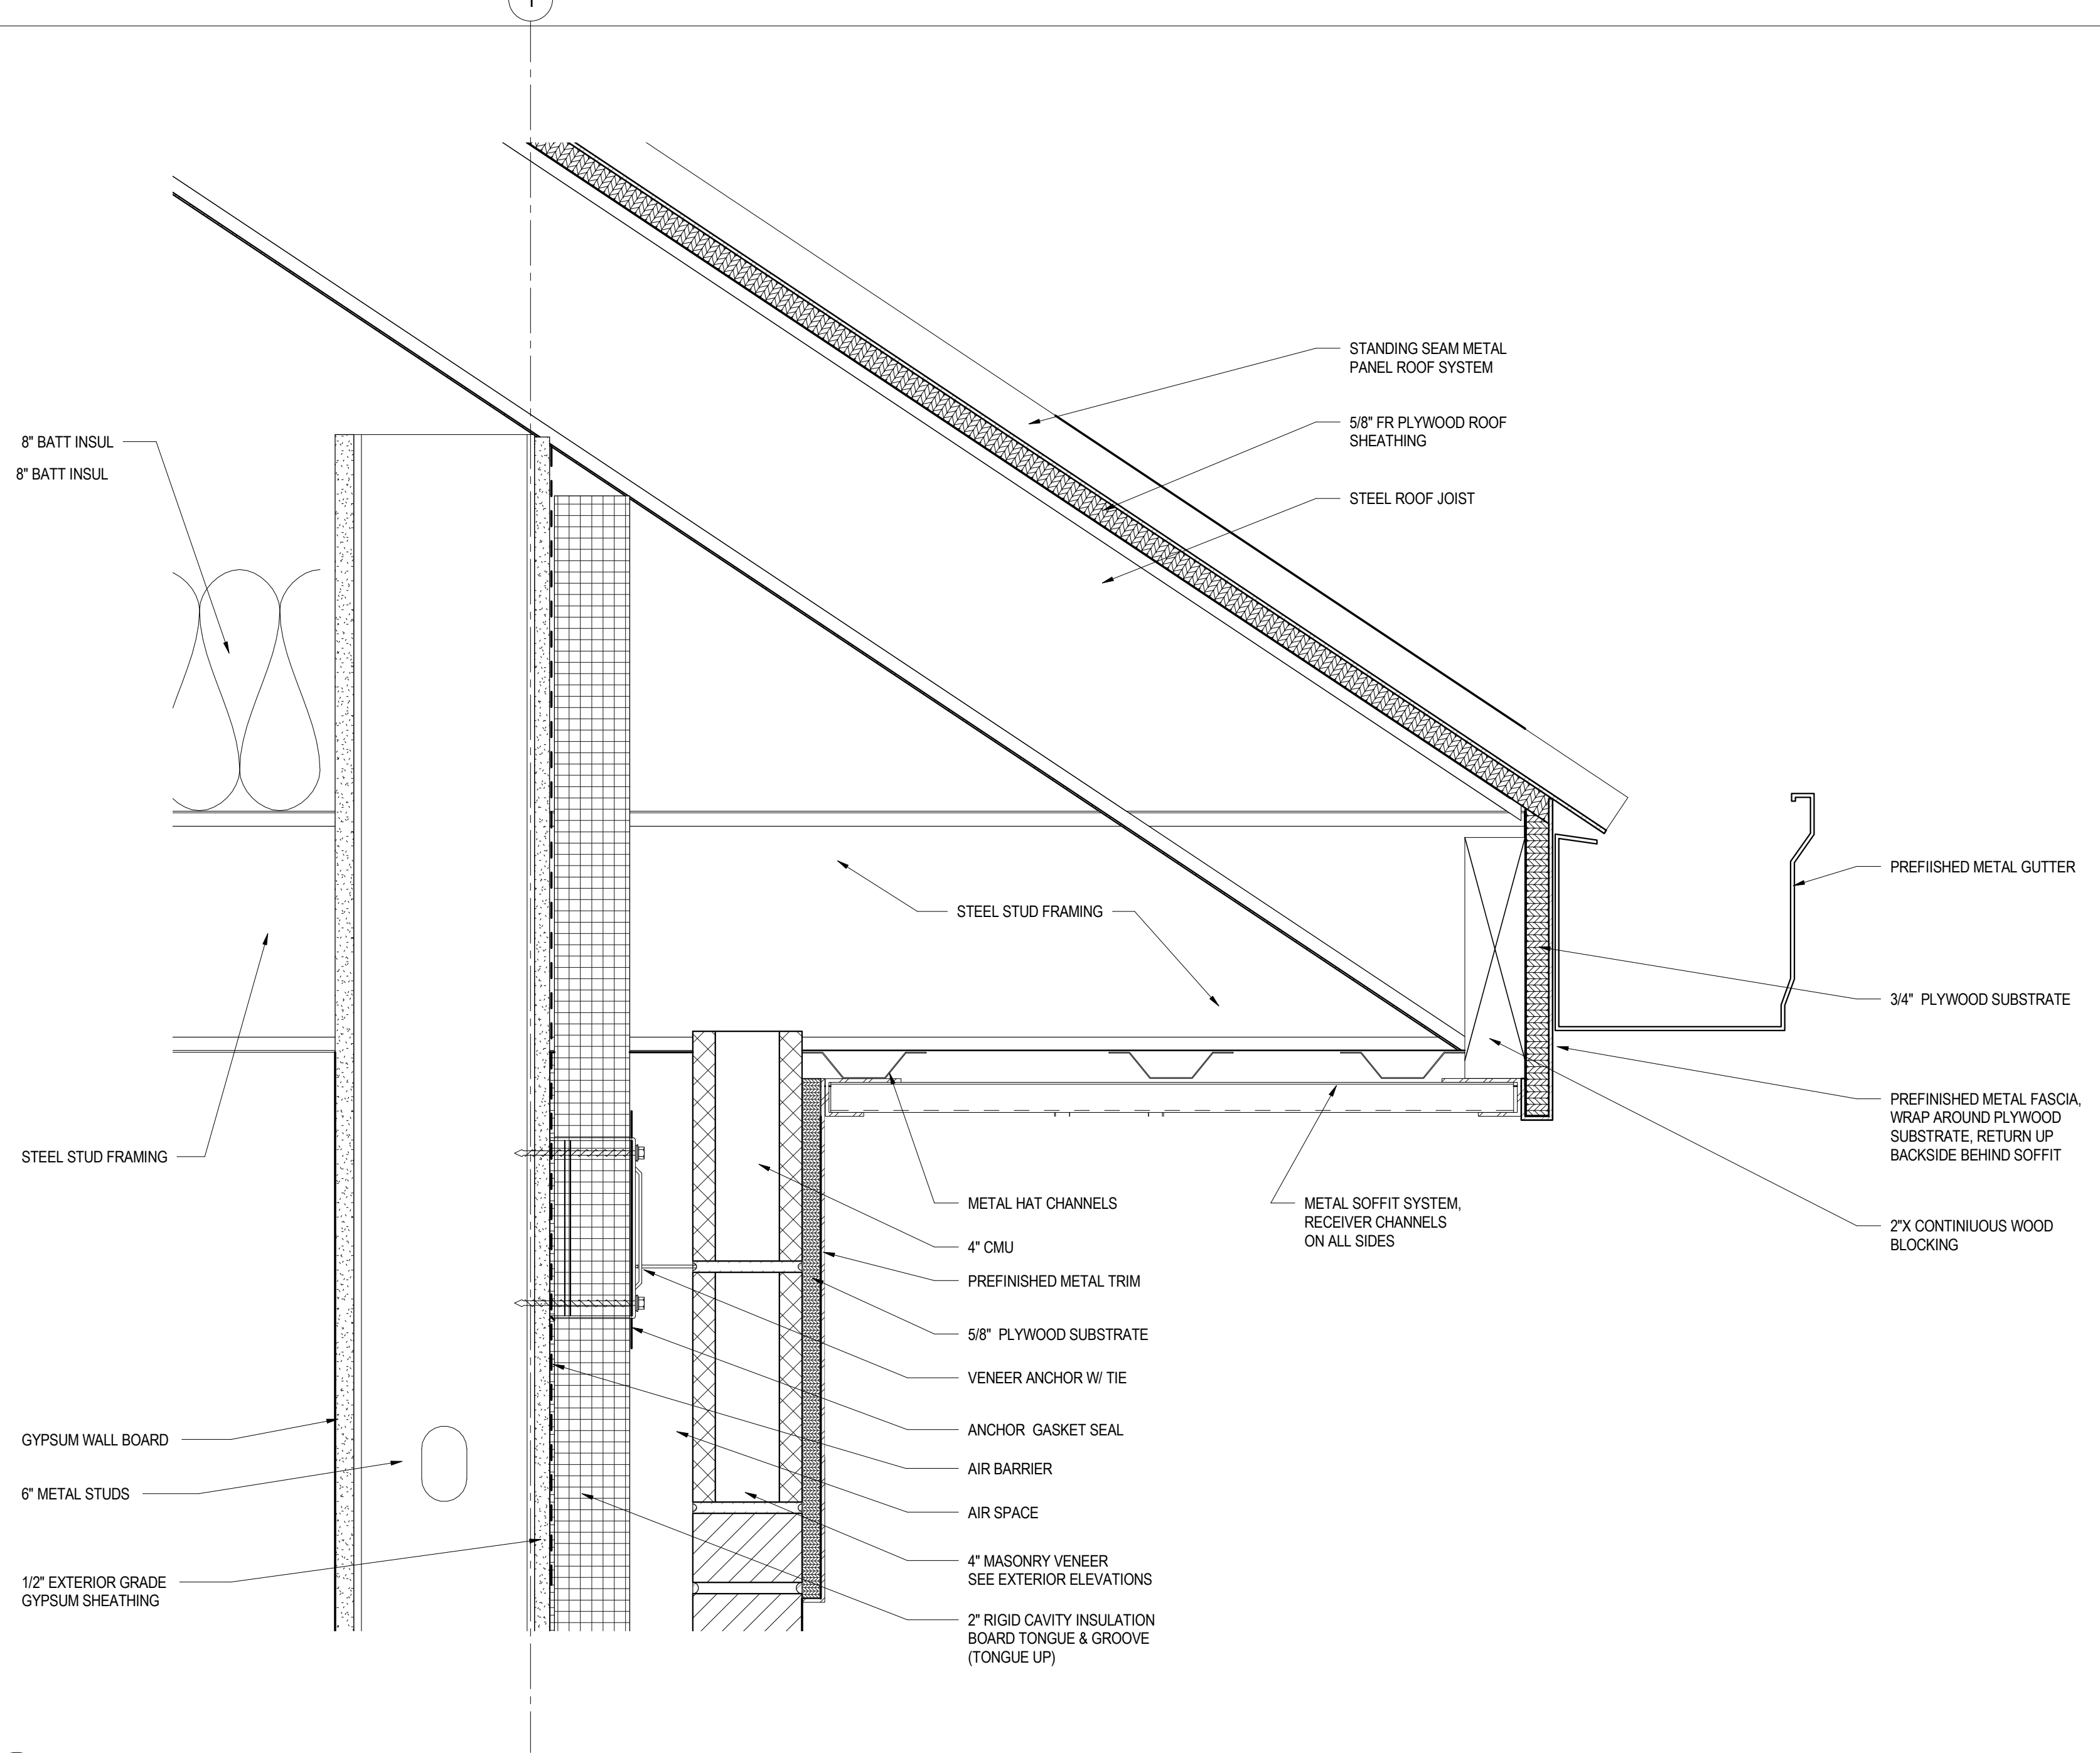 STANDING SEAM METAL
PANEL ROOF SYSTEM
5/8" FR PLYWOOD ROOF
SHEATHING
STEEL ROOF JOIST
8" BATT INSUL
8" BATT INSUL
STEEL STUD FRAMING
PREFIISHED METAL GUTTER
3/4" PLYWOOD SUBSTRATE
PREFINISHED METAL FASCIA,
WRAP AROUND PLYWOOD
SUBSTRATE, RETURN UP
BACKSIDE BEHIND SOFFIT
2"X CONTINIUOUS WOOD
BLOCKING
STEEL STUD FRAMING
GYPSUM WALL BOARD
6" METAL STUDS
1/2" EXTERIOR GRADE
GYPSUM SHEATHING
METAL HAT CHANNELS
4" CMU
PREFINISHED METAL TRIM
5/8" PLYWOOD SUBSTRATE
VENEER ANCHOR W/ TIE
ANCHOR GASKET SEAL
AIR BARRIER
AIR SPACE
4" MASONRY VENEER
SEE EXTERIOR ELEVATIONS
2" RIGID CAVITY INSULATION
BOARD TONGUE & GROOVE
(TONGUE UP)
METAL SOFFIT SYSTEM,
RECEIVER CHANNELS
ON ALL SIDES